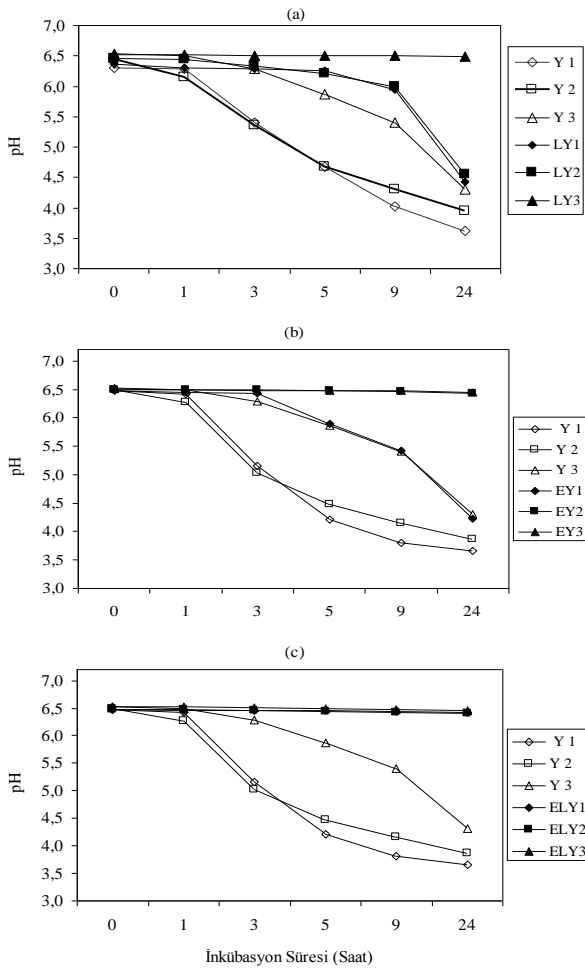 (a)
7,0
6,5
6,0
5,5
5,0
4,5
4,0
3,5
3,0
pH
0 1 3 5 9 24
Y 1
Y 2
Y 3
LY1
LY2
LY3
(b)
7,0
6,5
6,0
5,5
5,0
4,5
4,0
3,5
3,0
pH
0 1 3 5 9 24
Y 1
Y 2
Y 3
EY1
EY2
EY3
(c)
7,0
6,5
6,0
5,5
5,0
4,5
4,0
3,5
3,0
pH
0 1 3 5 9 24
Y 1
Y 2
Y 3
ELY1
ELY2
ELY3
İnkübasyon Süresi (Saat)